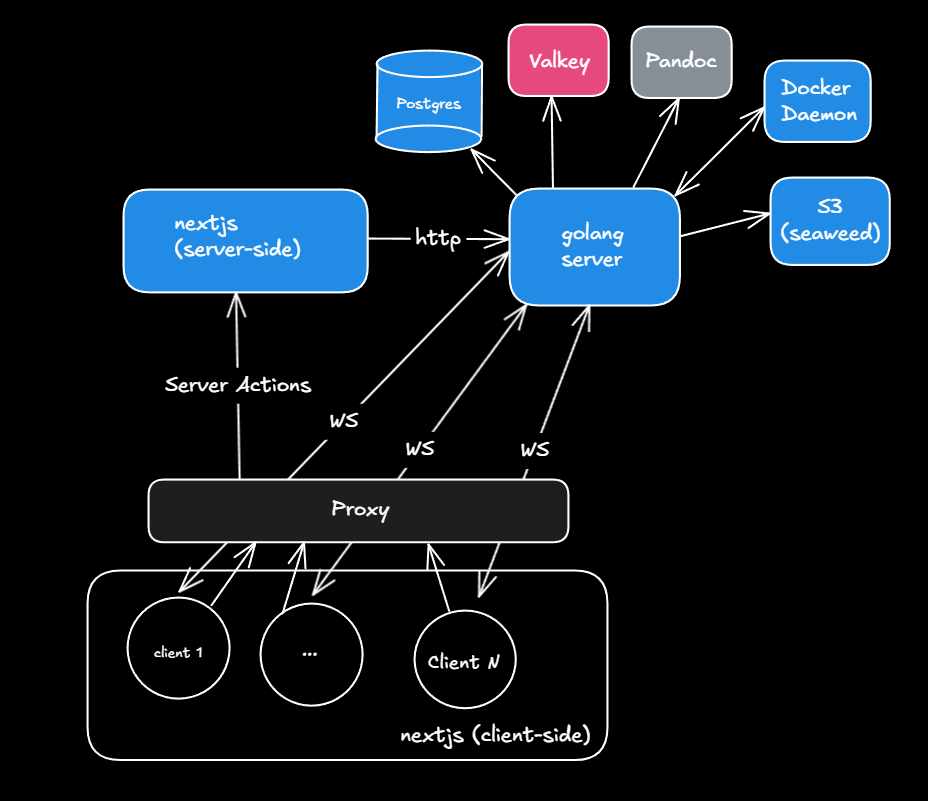 Valkey
Pandoc
Docker
Daemon
Postgres
nextjs
(server-side)
http
golang
server
S3
(seaweed)
Server Actions
WS
WS
WS
Proxy
client 1
...
Client N
nextjs (client-side)